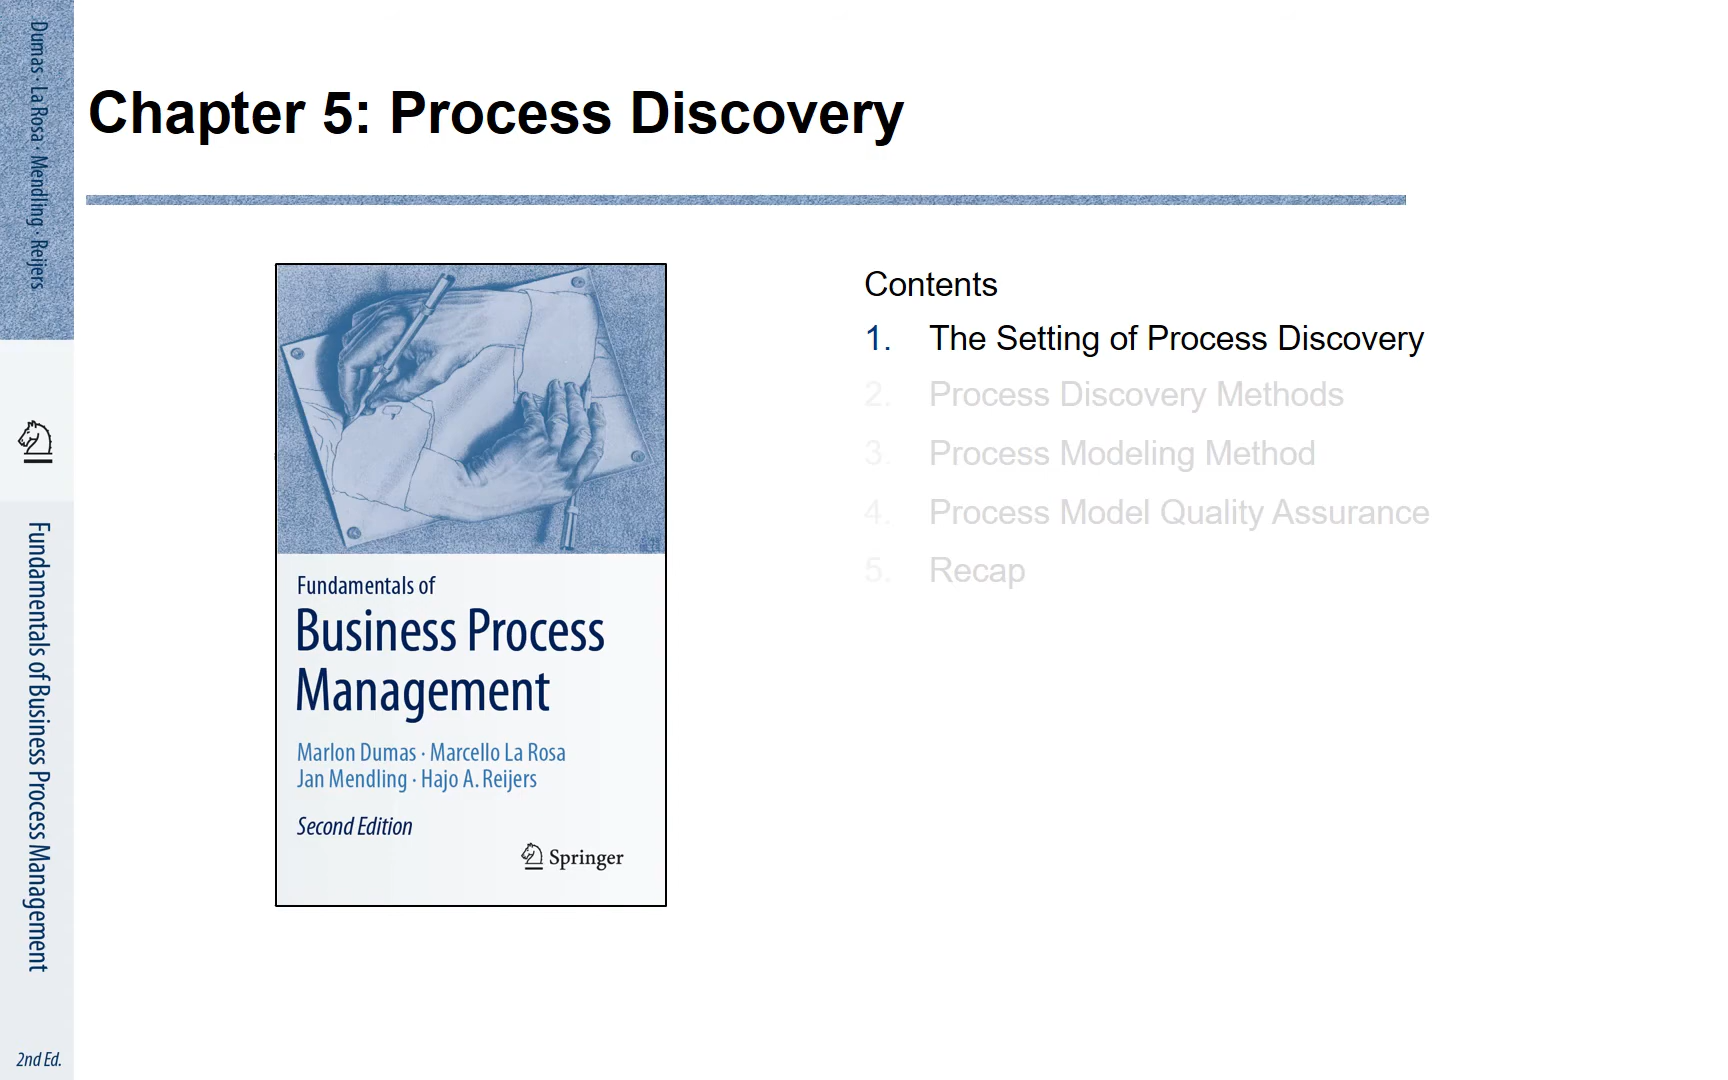 Dumas · La Rosa · Mendling · Reijers
Fundamentals of Business Process Management
2nd Ed.
Chapter 5: Process Discovery
Fundamentals of
Business Process
Management
Marlon Dumas · Marcello La Rosa
Jan Mendling · Hajo A. Reijers
Second Edition
Springer
Contents
1. The Setting of Process Discovery
2. Process Discovery Methods
3. Process Modeling Method
4. Process Model Quality Assurance
5. Recap